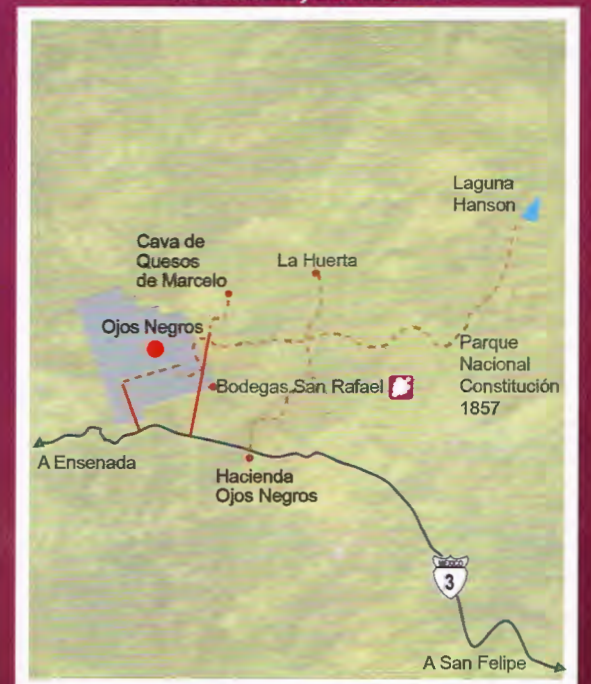 Laguna
Hanson
Cava de
Quesos
de Marcelo
La Huerta
Ojos Negros
Parque
Nacional
Constitución
1857
Bodegas San Rafael
A Ensenada
Hacienda
Ojos Negros
MÉXICO
3
A San Felipe